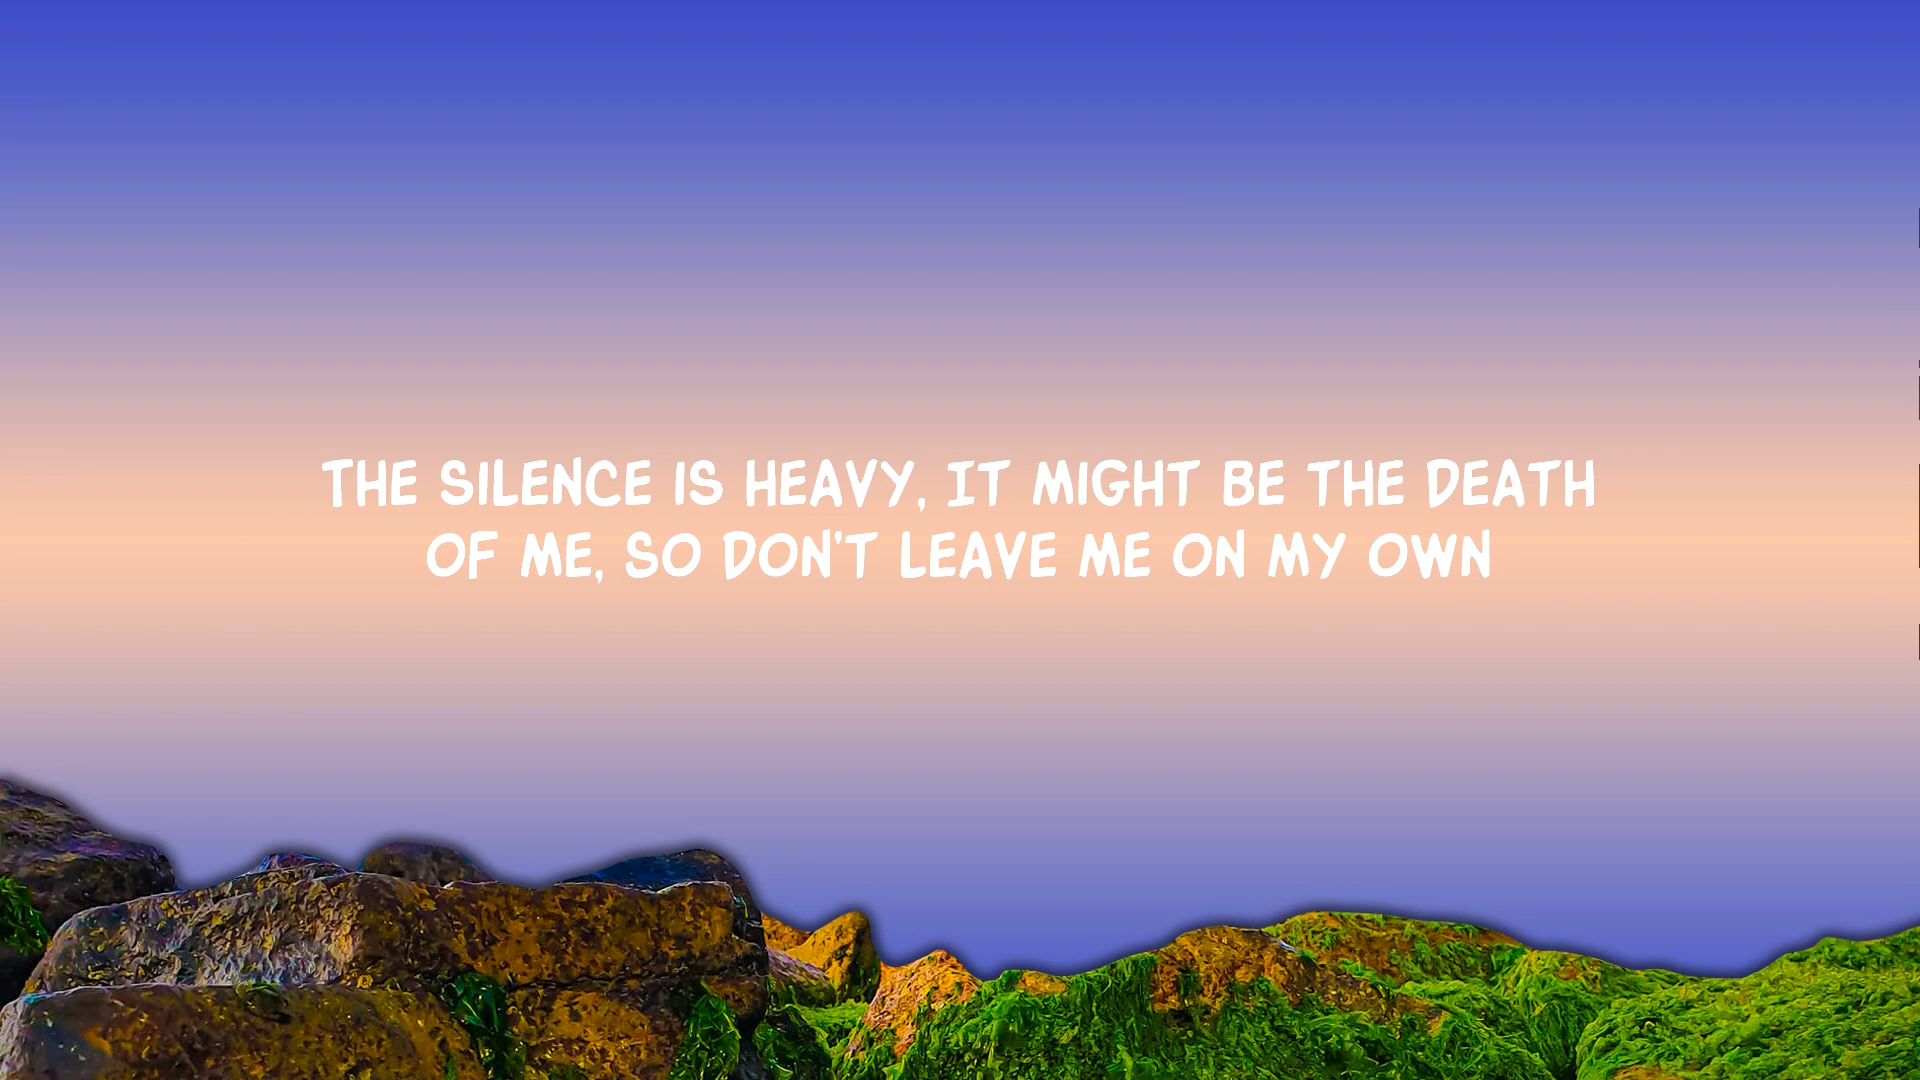 THE SILENCE IS HEAVY, IT MIGHT BE THE DEATH
OF ME, SO DON'T LEAVE ME ON MY OWN